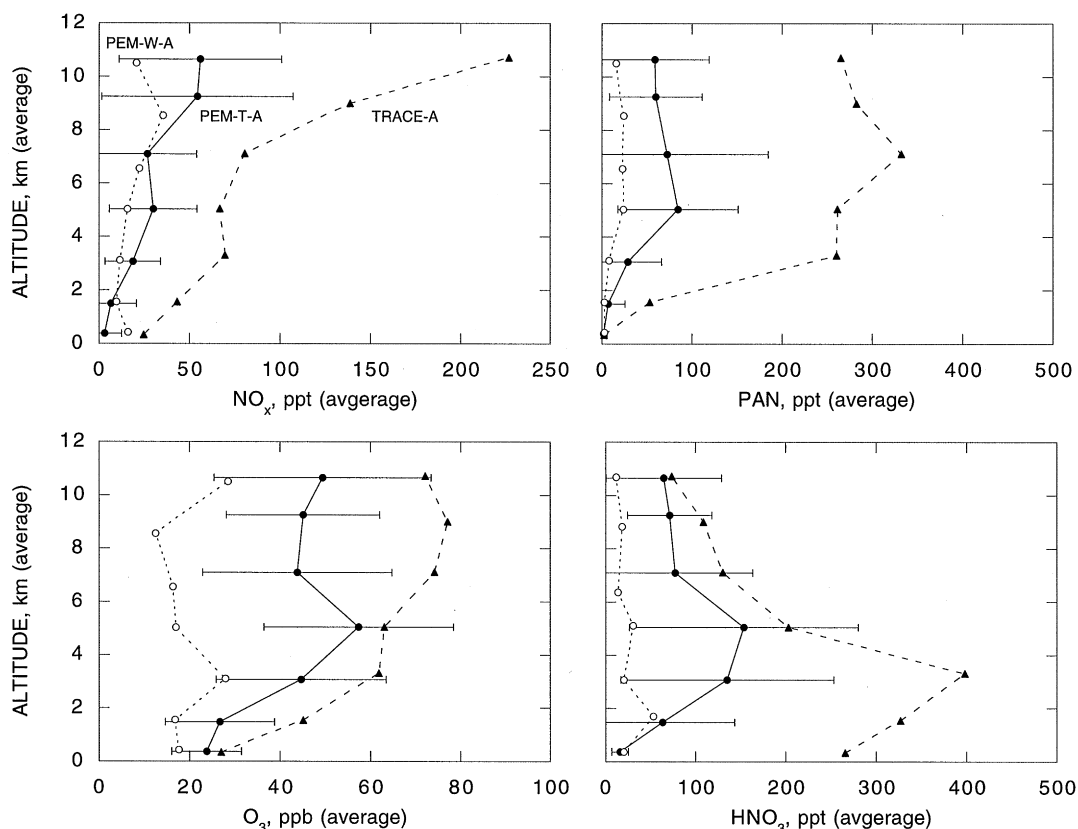 12
10
8
6
4
2
0
ALTITUDE, km (average)
PEM-W-A
PEM-T-A
TRACE-A
0 50 100 150 200 250
NOx, ppt (avgerage)
0 100 200 300 400 500
PAN, ppt (average)
12
10
8
6
4
2
0
ALTITUDE, km (average)
0 20 40 60 80 100
O3, ppb (average)
0 100 200 300 400 500
HNO3, ppt (avgerage)